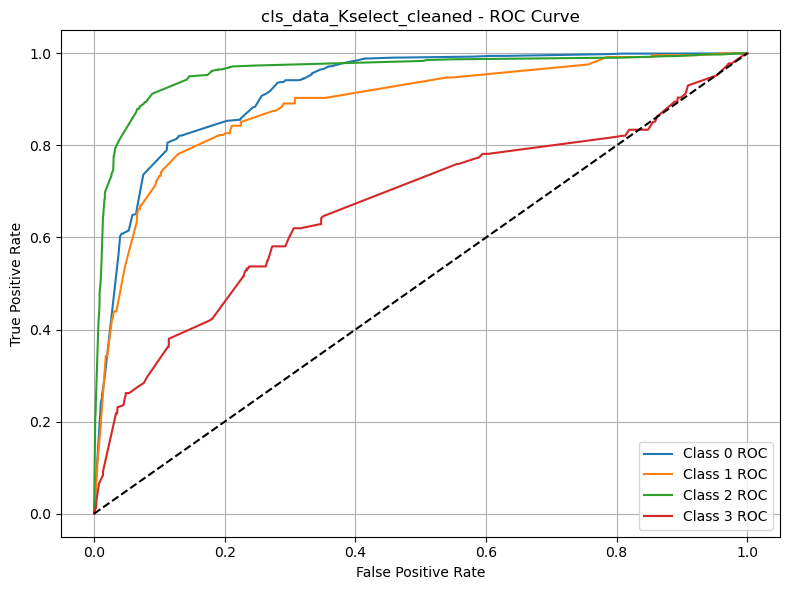 cls_data_Kselect_cleaned - ROC Curve
True Positive Rate
1.0
0.8
0.6
0.4
0.2
0.0
Class 0 ROC
Class 1 ROC
Class 2 ROC
Class 3 ROC
0.0 0.2 0.4 0.6 0.8 1.0
False Positive Rate